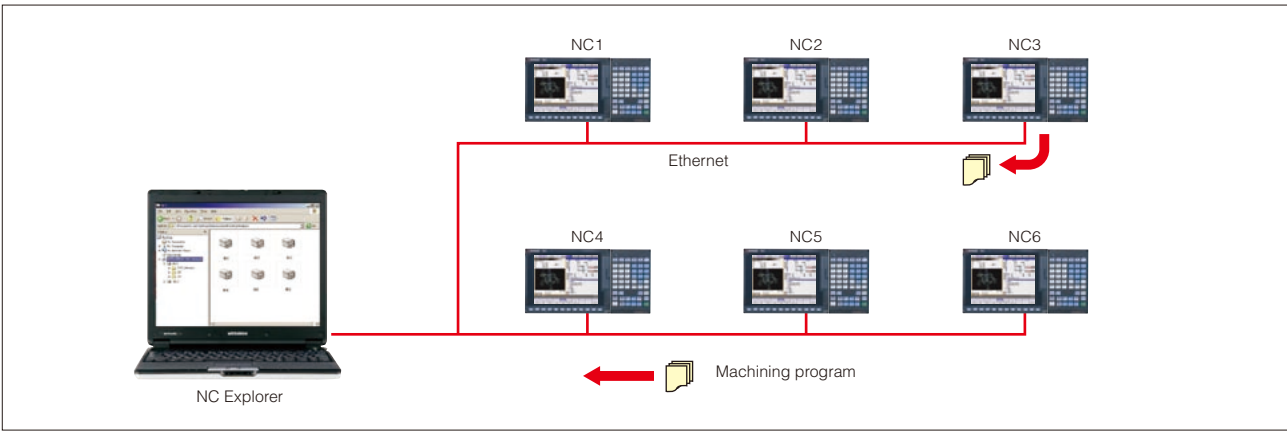 NC1
NC2
NC3
Ethernet
NC4
NC5
NC6
Machining program
NC Explorer